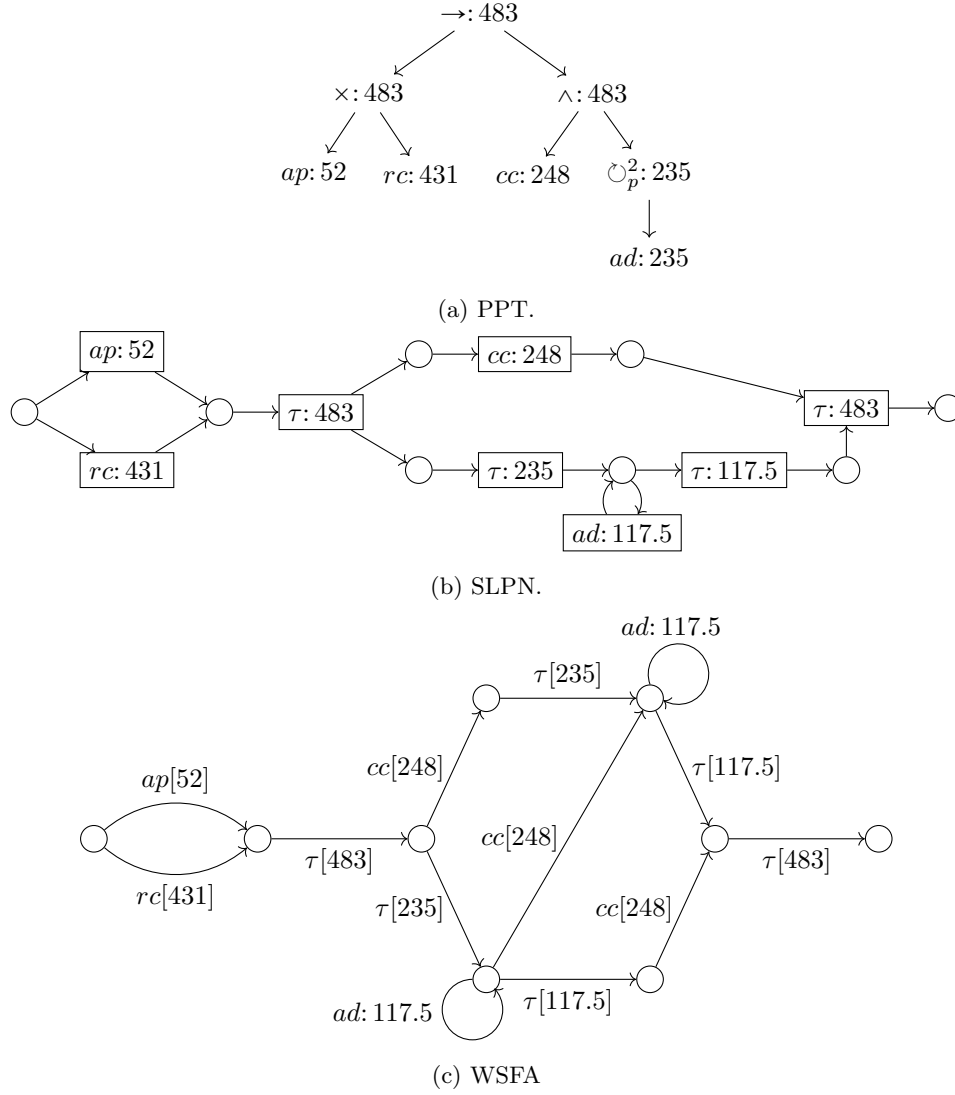 →: 483
×: 483 ∧: 483
ap: 52 rc: 431 cc: 248 ↻²ₚ: 235
ad: 235
(a) PPT.
ap: 52
cc: 248
τ: 483 τ: 483
rc: 431 τ: 235 τ: 117.5
ad: 117.5
(b) SLPN.
ad: 117.5
τ[235]
cc[248] τ[117.5]
ap[52]
cc[248]
τ[483] τ[483]
rc[431]
τ[235] cc[248]
τ[117.5]
ad: 117.5
(c) WSFA